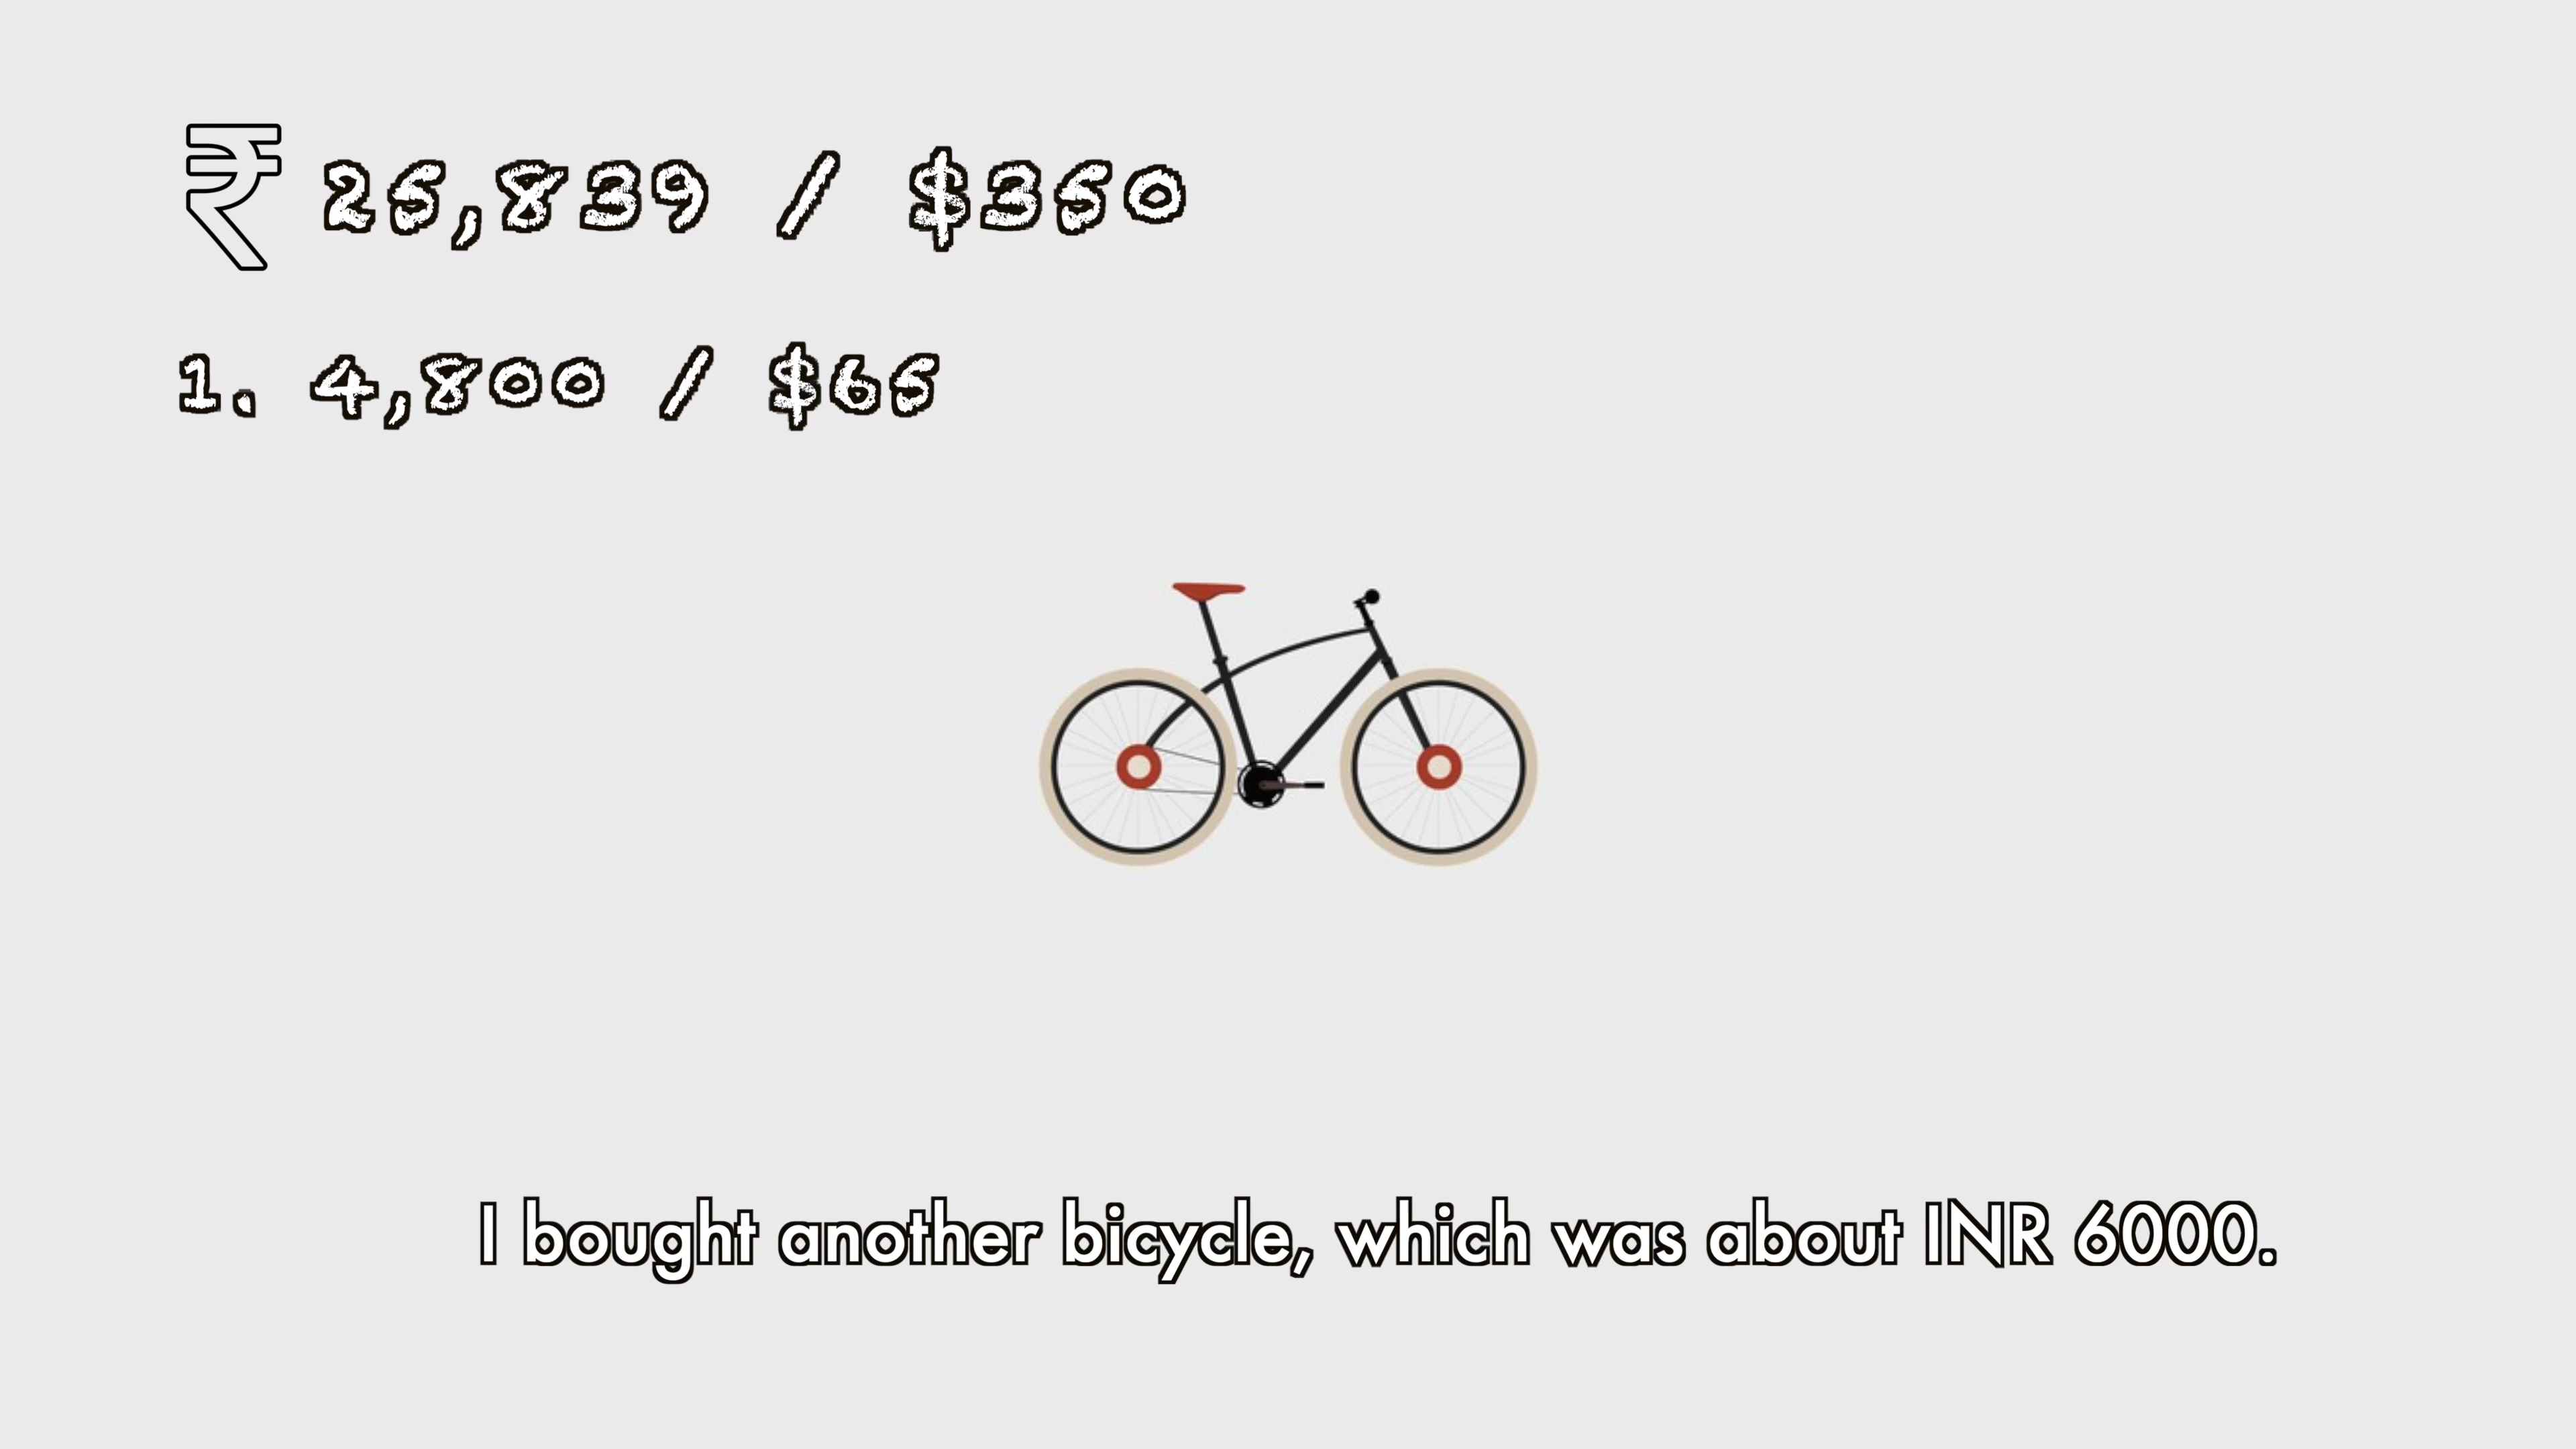 ₹ 25,839 / $350
1. 4,800 / $65
I bought another bicycle, which was about INR 6000.